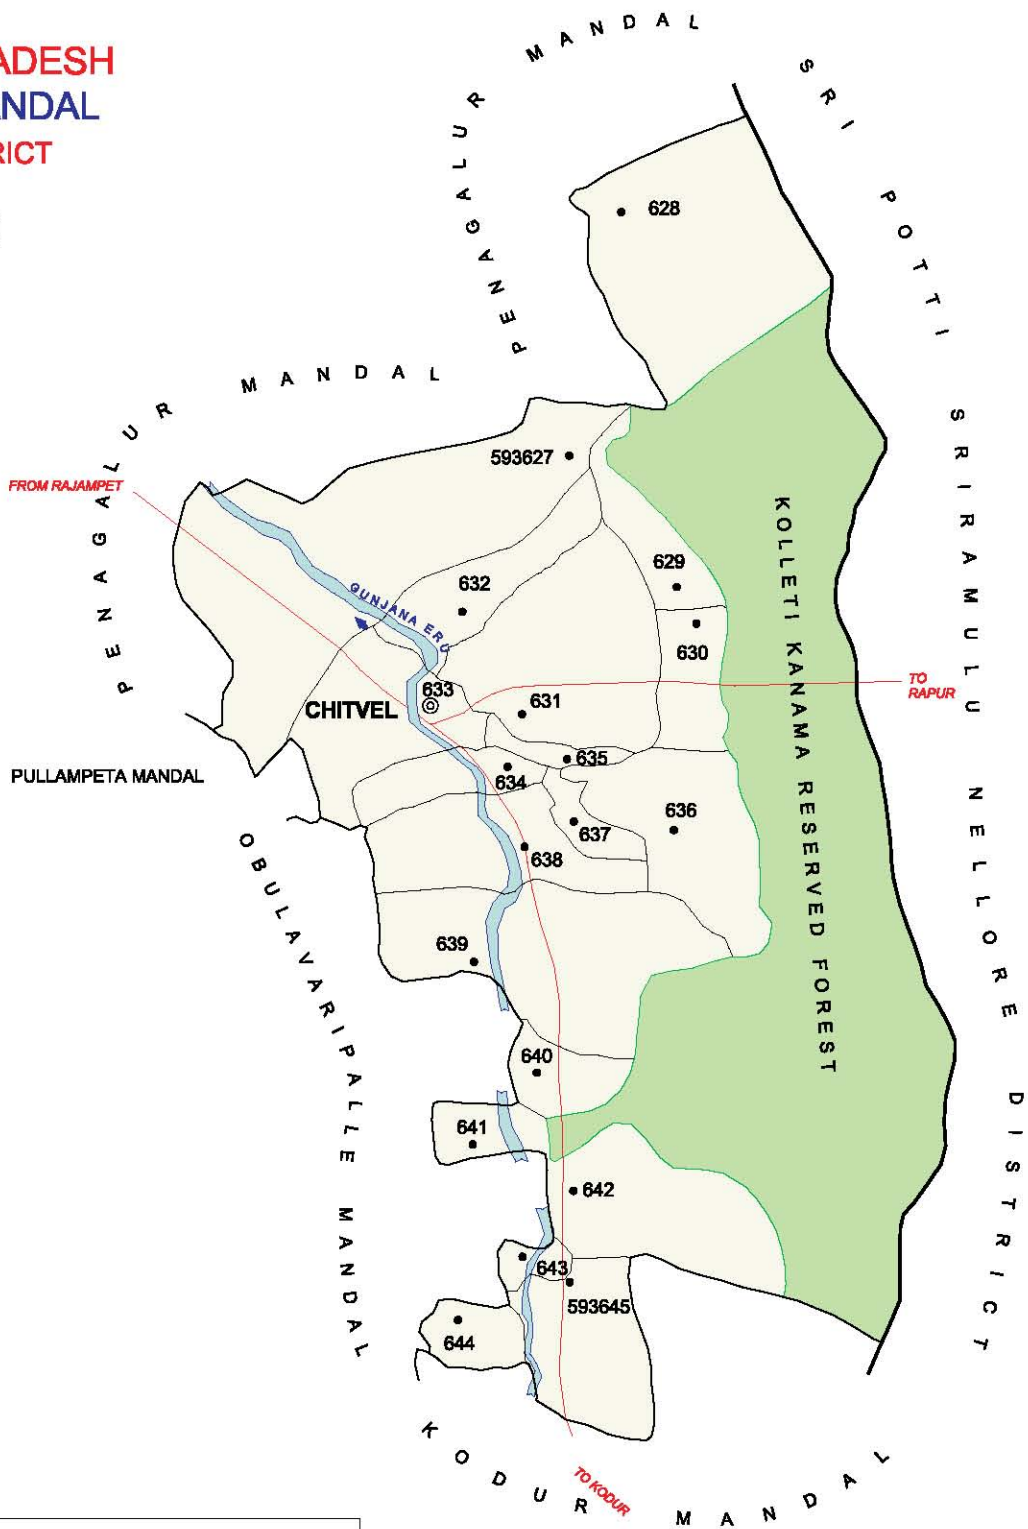 ADESH
ANDAL
RICT
PENAGALUR MANDAL
SRI POTTI SRIRAMULU NELLORE DISTRICT
628
PENAGALUR MANDAL
593627
FROM RAJAMPET
KOLLETI KANAMA RESERVED FOREST
629
632
GUNJANA ERU
630
TO
RAPUR
633
CHITVEL
631
PULLAMPETA MANDAL
635
634
636
637
638
OBULAVARIPALLE MANDAL
639
640
641
642
643
593645
644
KODUR MANDAL
TO KODUR